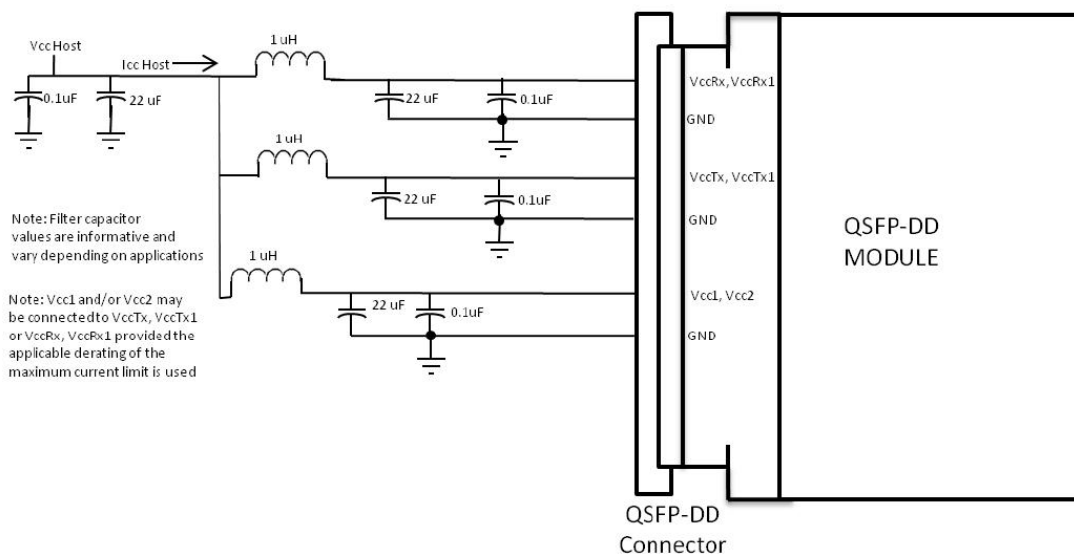 Vcc Host
Icc Host
0.1uF
22 uF
1 uH
22 uF
0.1uF
VccRx, VccRx1
GND
1 uH
22 uF
0.1uF
VccTx, VccTx1
GND
1 uH
22 uF
0.1uF
Vcc1, Vcc2
GND
Note: Filter capacitor
values are informative and
vary depending on applications
Note: Vcc1 and/or Vcc2 may
be connected to VccTx, VccTx1
or VccRx, VccRx1 provided the
applicable derating of the
maximum current limit is used
QSFP-DD
MODULE
QSFP-DD
Connector